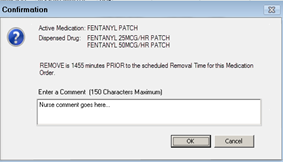 Confirmation
Active Medication: FENTANYL PATCH
Dispensed Drug: FENTANYL 25MCG/HR PATCH
FENTANYL 50MCG/HR PATCH
REMOVE is 1455 minutes PRIOR to the scheduled Removal Time for this Medication
Order
Enter a Comment (150 Characters Maximum)
Nurse comment goes here...
OK
Cancel